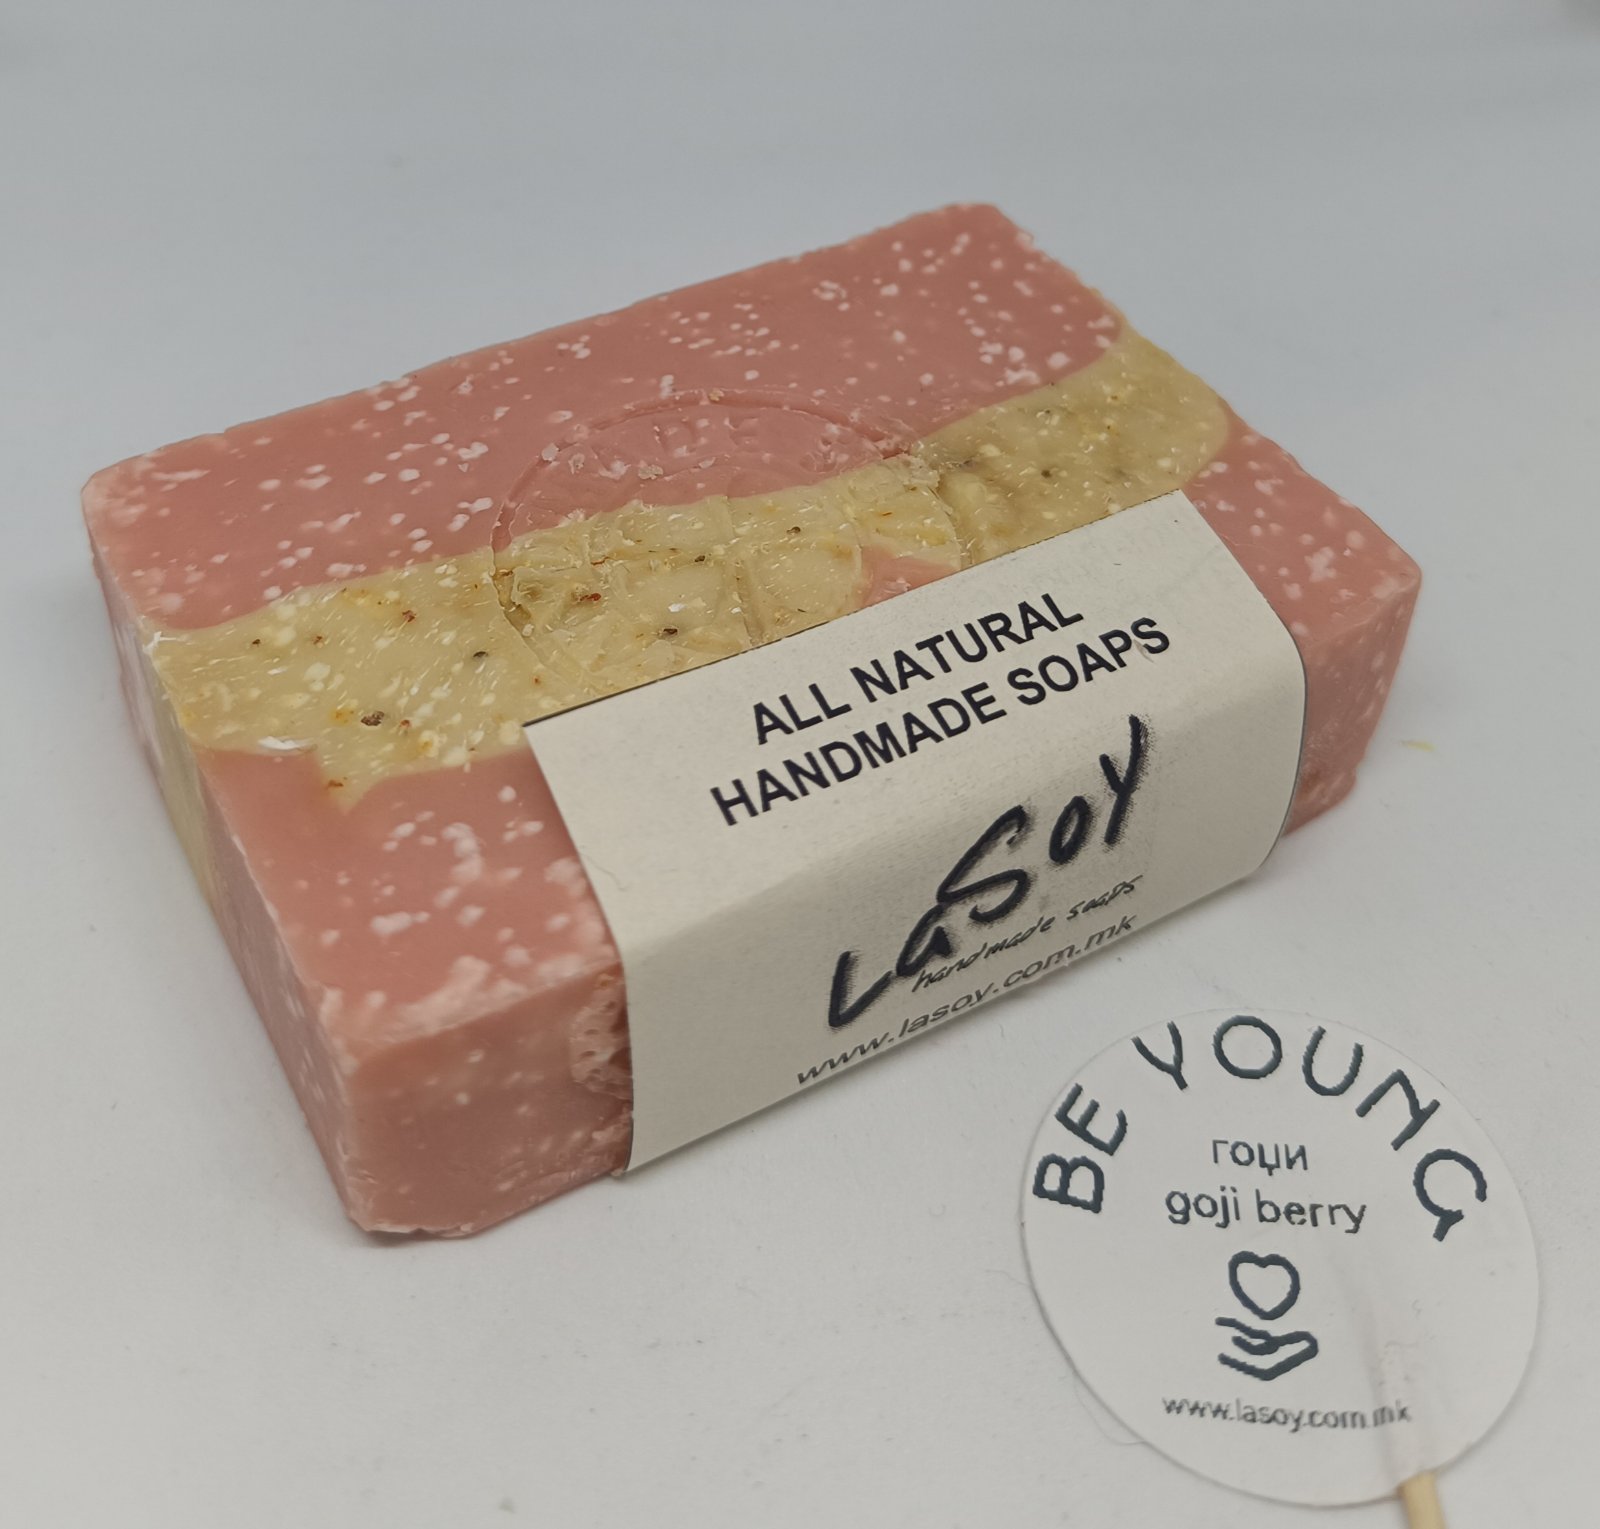 ALL NATURAL
HANDMADE SOAPS
LaSoy
handmade soaps
www.lasoy.com.mk
BE YOUNG
гоџи
goji berry
www.lasoy.com.mk